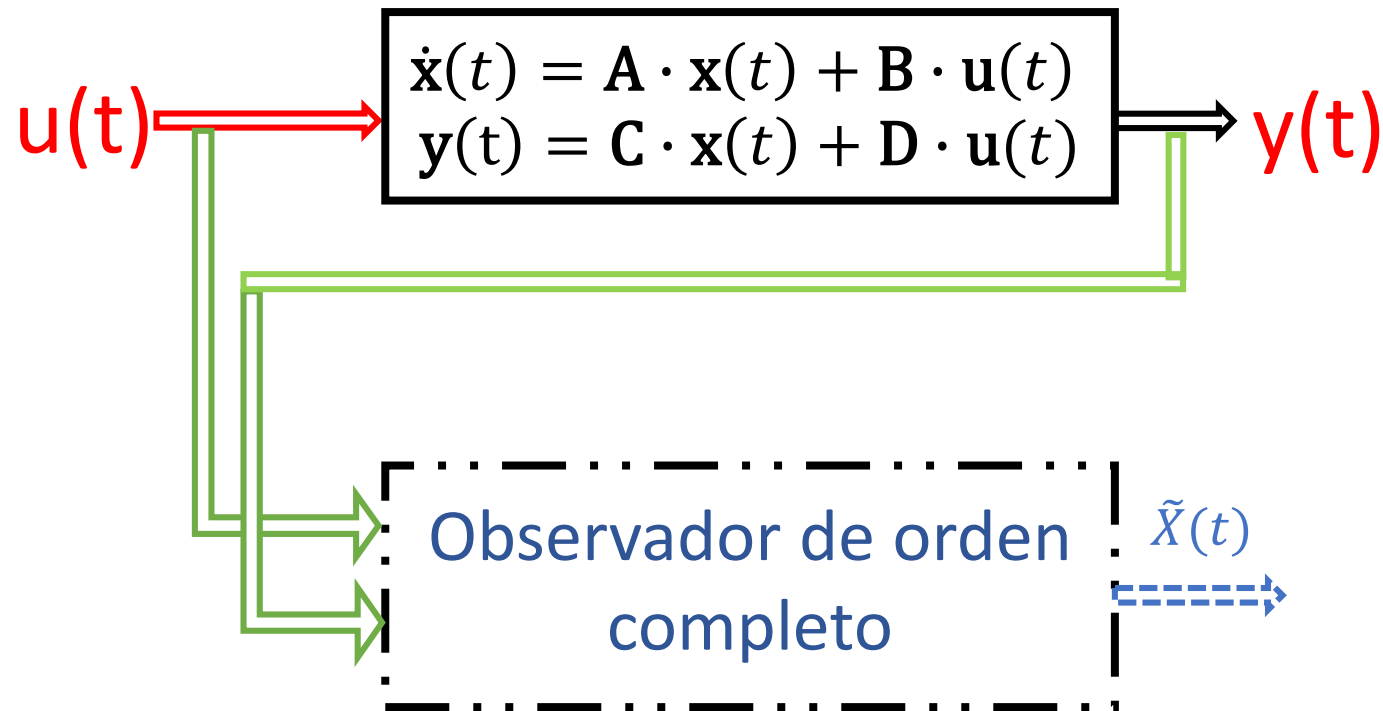 u(t)
ẋ(t) = A · x(t) + B · u(t)
y(t) = C · x(t) + D · u(t)
y(t)
Observador de orden
completo
X̃(t)